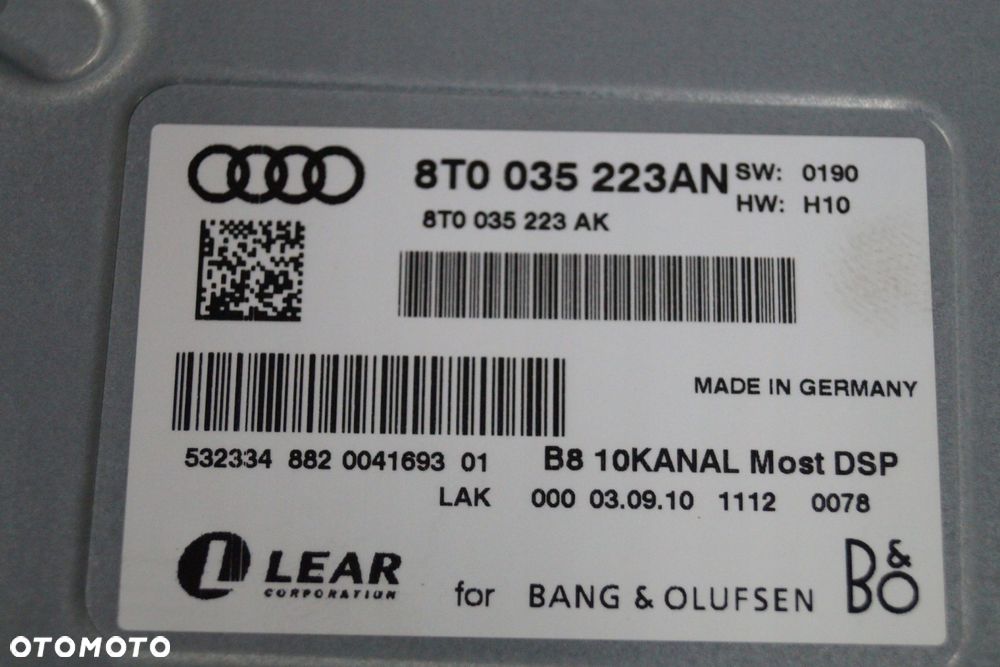 8T0 035 223AN SW: 0190
HW: H10
8T0 035 223 AK
MADE IN GERMANY
532334 882 0041693 01 B8 10KANAL Most DSP
LAK 000 03.09.10 1112 0078
L LEAR
CORPORATION
for BANG & OLUFSEN B&O
OTOMOTO